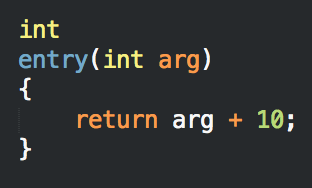 int
entry(int arg)
{
    return arg + 10;
}